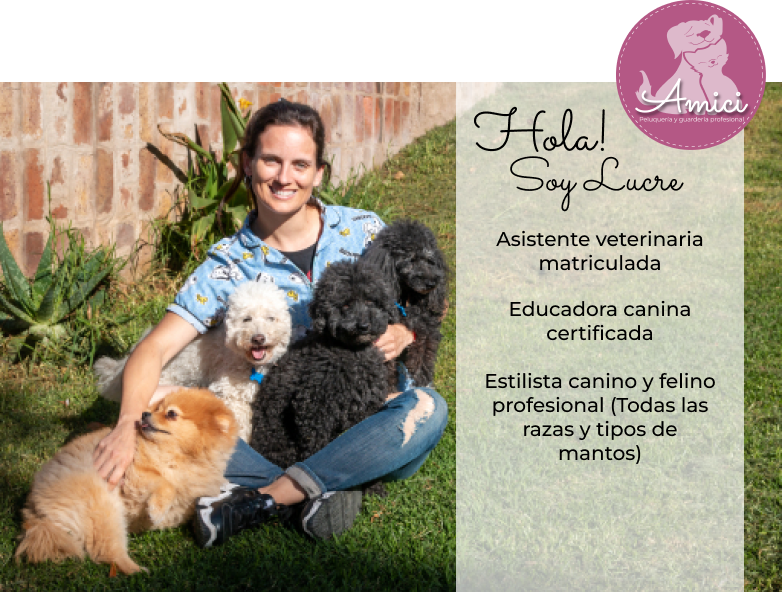 Amici
Peluquería y guardería profesional
Hola!
Soy Lucre
Asistente veterinaria
matriculada
Educadora canina
certificada
Estilista canino y felino
profesional (Todas las
razas y tipos de
mantos)